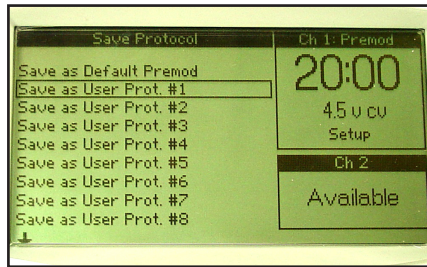 Save Protocol
Save as Default Premod
Save as User Prot. #1
Save as User Prot. #2
Save as User Prot. #3
Save as User Prot. #4
Save as User Prot. #5
Save as User Prot. #6
Save as User Prot. #7
Save as User Prot. #8
Ch 1: Premod
20:00
4.5 V CV
Setup
Ch 2
Available